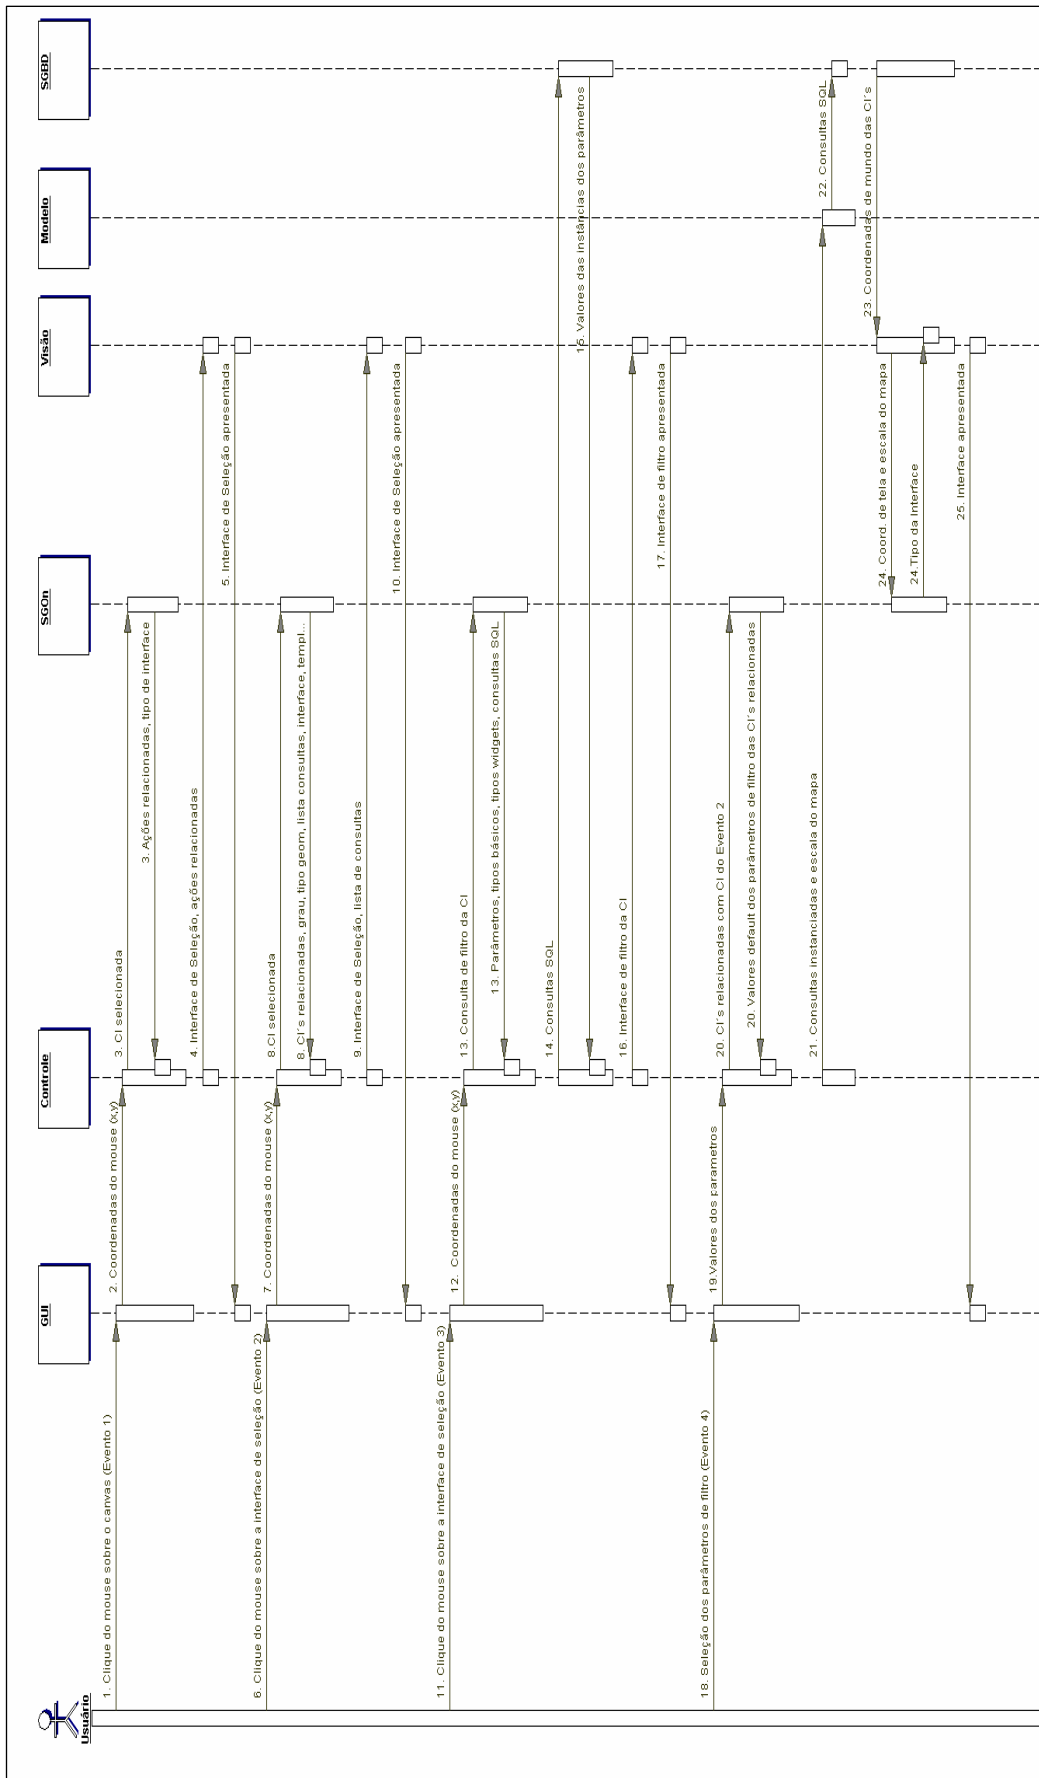 Usuário
GUI
Controle
SGOn
Visão
Modelo
SGBD
1. Clique do mouse sobre o canvas (Evento 1)
2. Coordenadas do mouse (x,y)
3. CI selecionada
3. Ações relacionadas, tipo de interface
4. Interface de Seleção, ações relacionadas
5. Interface de Seleção apresentada
6. Clique do mouse sobre a interface de seleção (Evento 2)
7. Coordenadas do mouse (x,y)
8.CI selecionada
8. CI´s relacionadas, grau, tipo geom, lista consultas, interface, templ...
9. Interface de Seleção, lista de consultas
10. Interface de Seleção apresentada
11. Clique do mouse sobre a interface de seleção (Evento 3)
12. Coordenadas do mouse (x,y)
13. Consulta de filtro da CI
13. Parâmetros, tipos básicos, tipos widgets, consultas SQL
14. Consultas SQL
15. Valores das instâncias dos parâmetros
16. Interface de filtro da CI
17. Interface de filtro apresentada
18. Seleção dos parâmetros de filtro (Evento 4)
19.Valores dos parametros
20. CI´s relacionadas com CI do Evento 2
20. Valores default dos parâmetros de filtro das CI´s relacionadas
21. Consultas instanciadas e escala do mapa
22. Consultas SQL
23. Coordenadas de mundo das CI´s
24. Coord. de tela e escala do mapa
24.Tipo da Interface
25. Interface apresentada